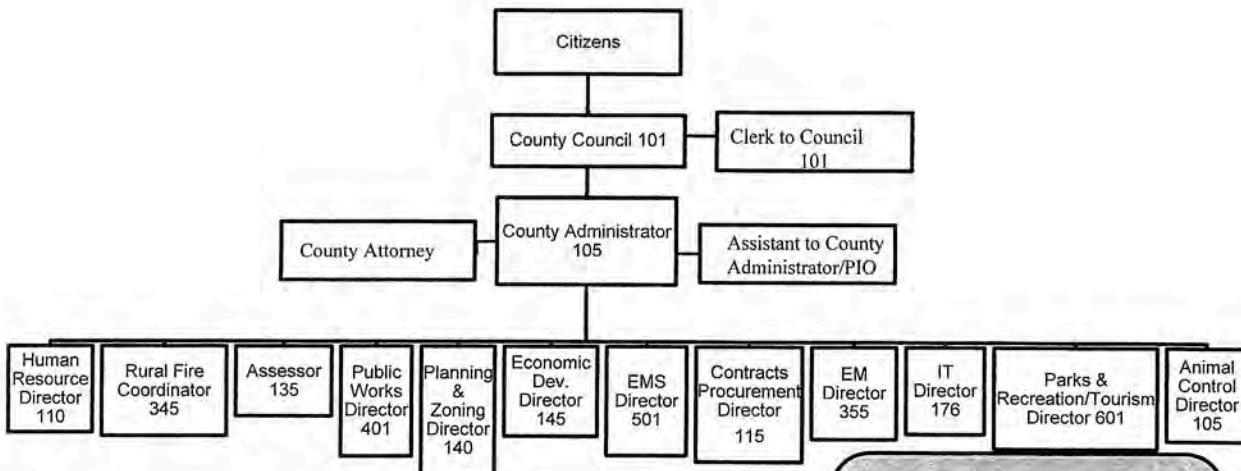 Citizens
County Council 101
Clerk to Council
101
County Attorney
County Administrator
105
Assistant to County
Administrator/PIO
Human
Resource
Director
110
Rural Fire
Coordinator
345
Assessor
135
Public
Works
Director
401
Planning
&
Zoning
Director
140
Economic
Dev.
Director
145
EMS
Director
501
Contracts
Procurement
Director
115
EM
Director
355
IT
Director
176
Parks &
Recreation/Tourism
Director 601
Animal
Control
Director
105